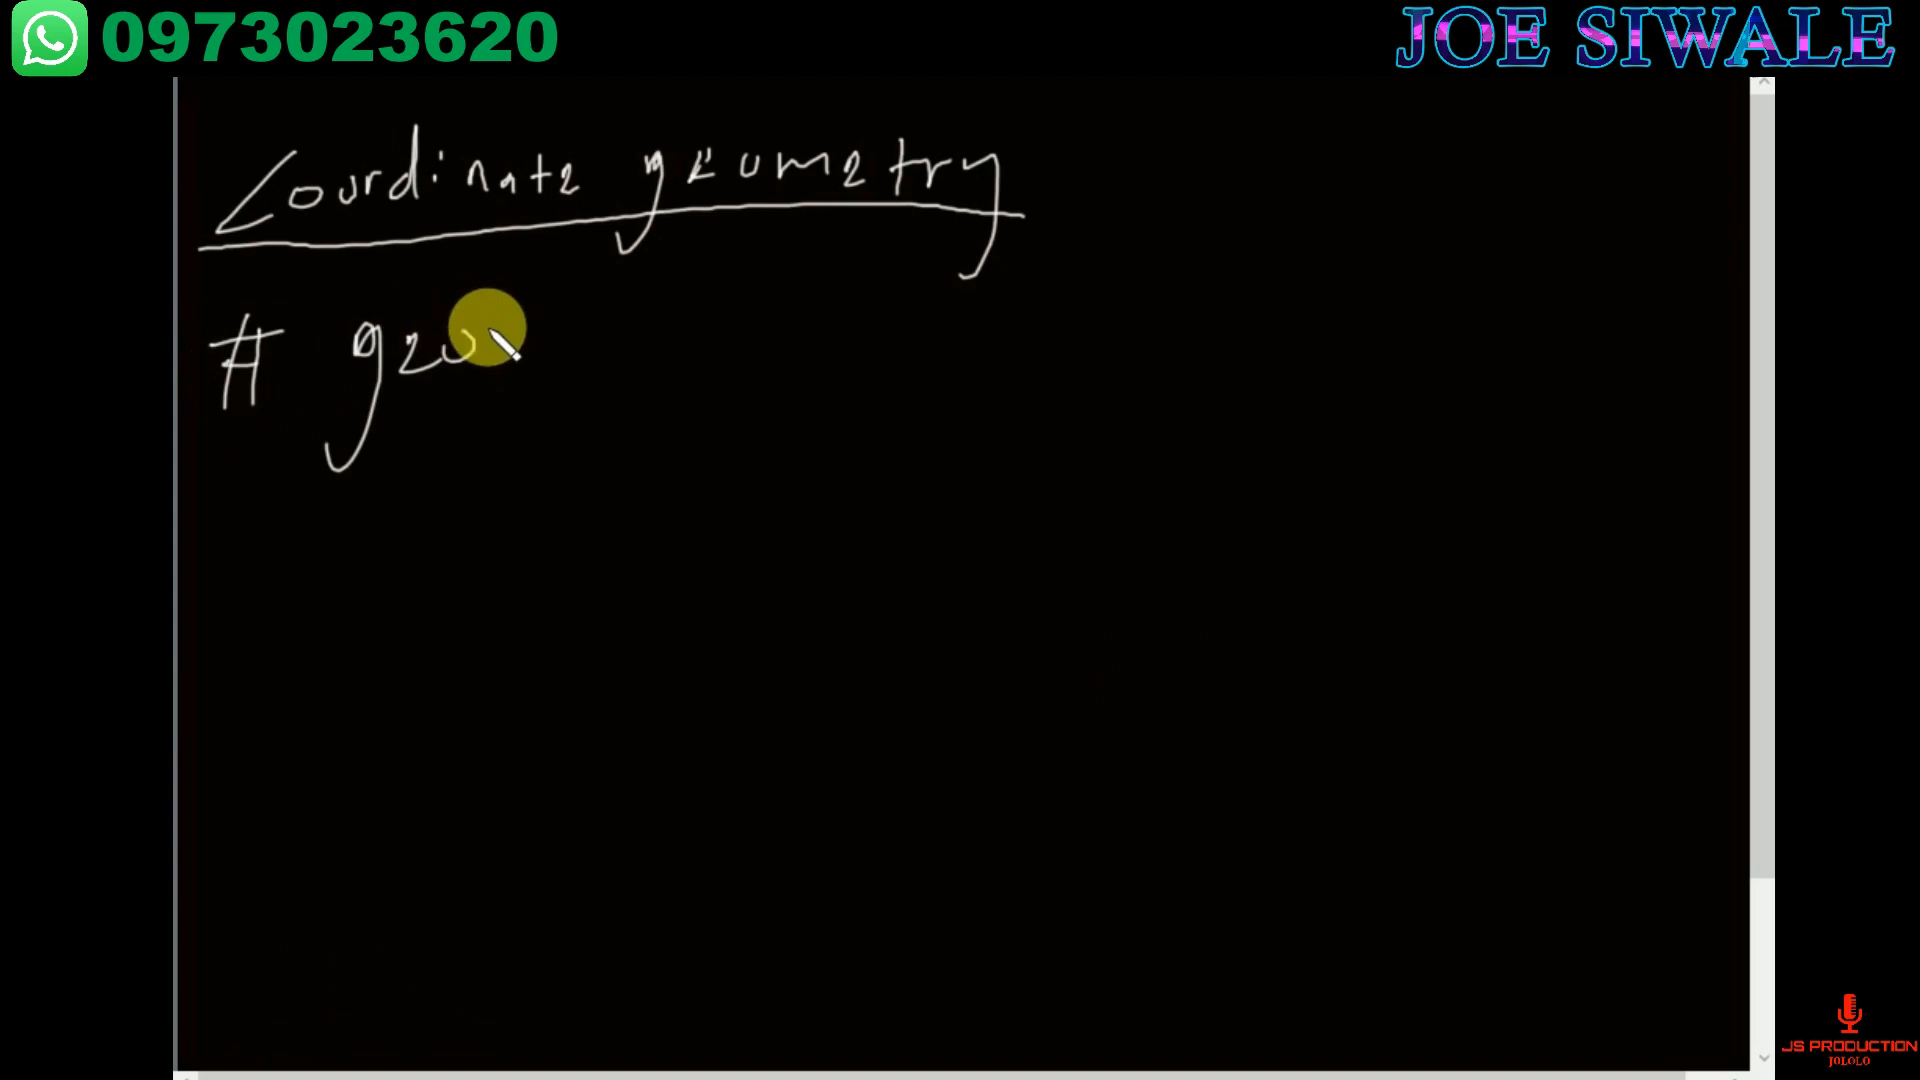 0973023620
JOE SIWALE
Coordinate geometry
# geo
JS PRODUCTION
JOLOLO